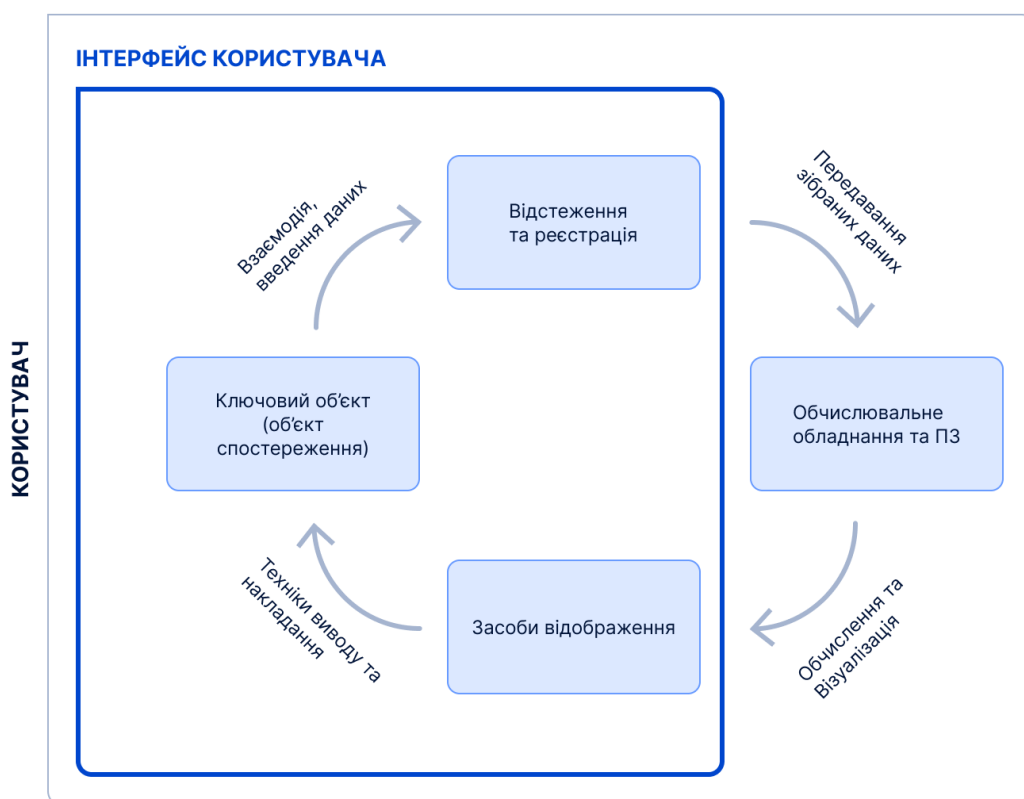 ІНТЕРФЕЙС КОРИСТУВАЧА
КОРИСТУВАЧ
Взаємодія,
введення даних
Відстеження
та реєстрація
Передавання
зібраних даних
Ключовий об’єкт
(об’єкт
спостереження)
Обчислювальне
обладнання та ПЗ
Техніки виводу та
накладання
Засоби відображення
Обчислення та
Візуалізація